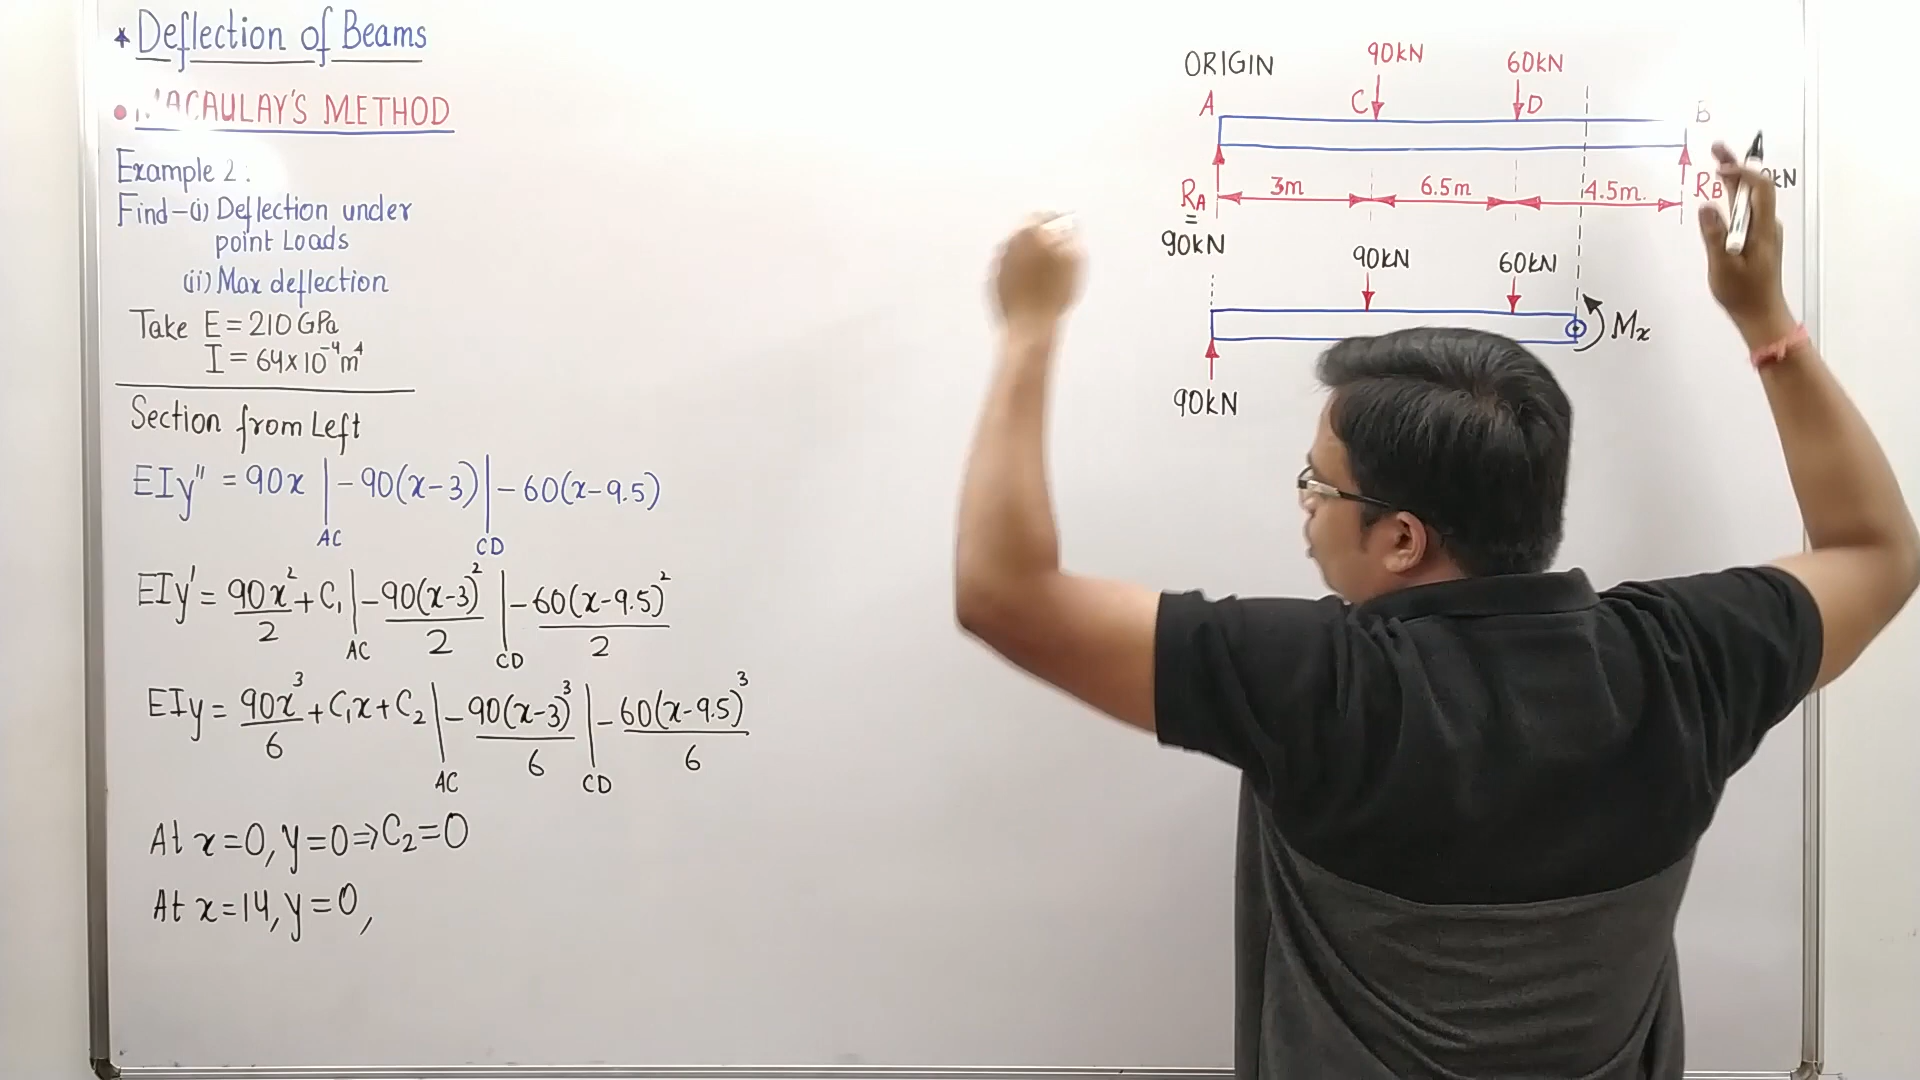 * Deflection of Beams
• MACAULAY'S METHOD
Example 2 :
Find-(i) Deflection under
point Loads
(ii) Max deflection
Take E = 210 GPa
I = 64×10⁻⁴ m⁴
Section from Left
EIy'' = 90x | - 90(x-3) | - 60(x-9.5)
AC CD
EIy' = 90x²/2 + C₁ | - 90(x-3)²/2 | - 60(x-9.5)²/2
AC CD
EIy = 90x³/6 + C₁x + C₂ | - 90(x-3)³/6 | - 60(x-9.5)³/6
AC CD
At x=0, y=0 ⇒ C₂=0
At x=14, y=0,
ORIGIN 90kN 60kN
A C D B
3m 6.5m 4.5m.
R_A R_B kN
=
90kN
90kN 60kN
Mx
90kN